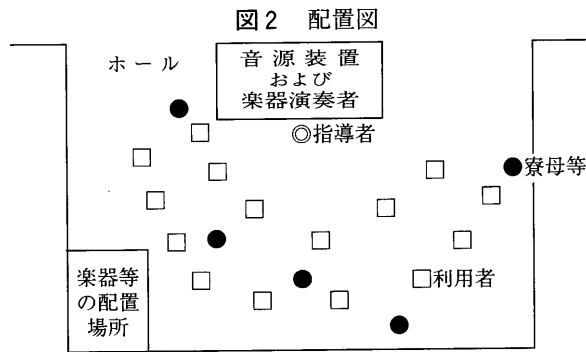 図2 配置図
ホール
音源装置
および
楽器演奏者
◎指導者
●寮母等
□利用者
楽器等
の配置
場所